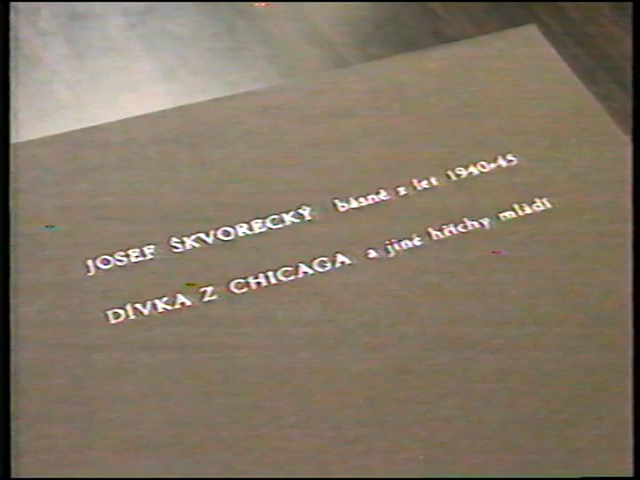 JOSEF ŠKVORECKÝ básně z let 1940-45
DÍVKA Z CHICAGA a jiné hříchy mládí